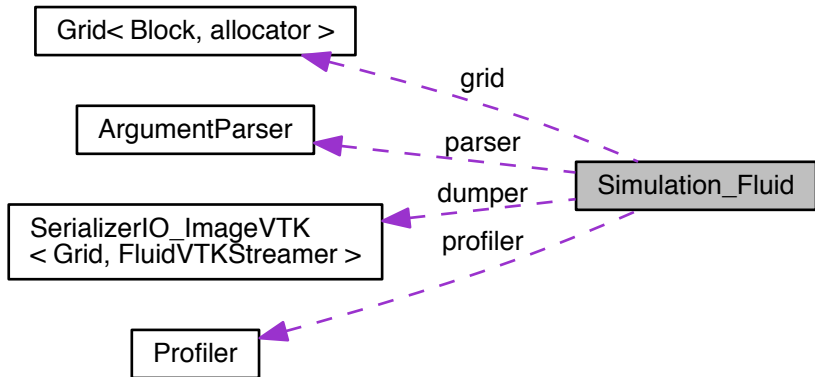 Grid< Block, allocator >
grid
ArgumentParser
parser
Simulation_Fluid
dumper
SerializerIO_ImageVTK
< Grid, FluidVTKStreamer >
profiler
Profiler